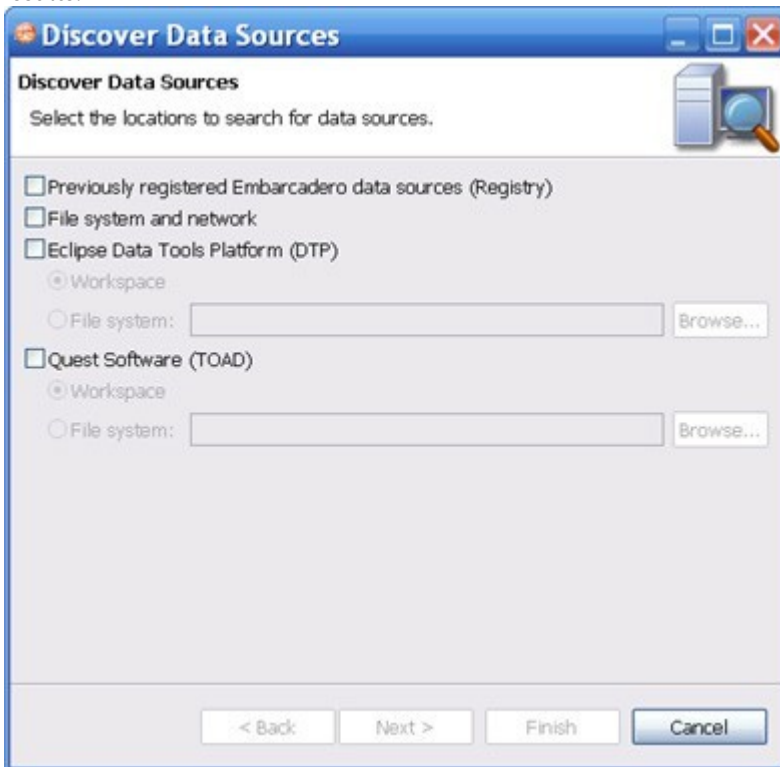 Discover Data Sources
Discover Data Sources
Select the locations to search for data sources.
Previously registered Embarcadero data sources (Registry)
File system and network
Eclipse Data Tools Platform (DTP)
Workspace
File system:
Browse...
Quest Software (TOAD)
Workspace
File system:
Browse...
< Back
Next >
Finish
Cancel